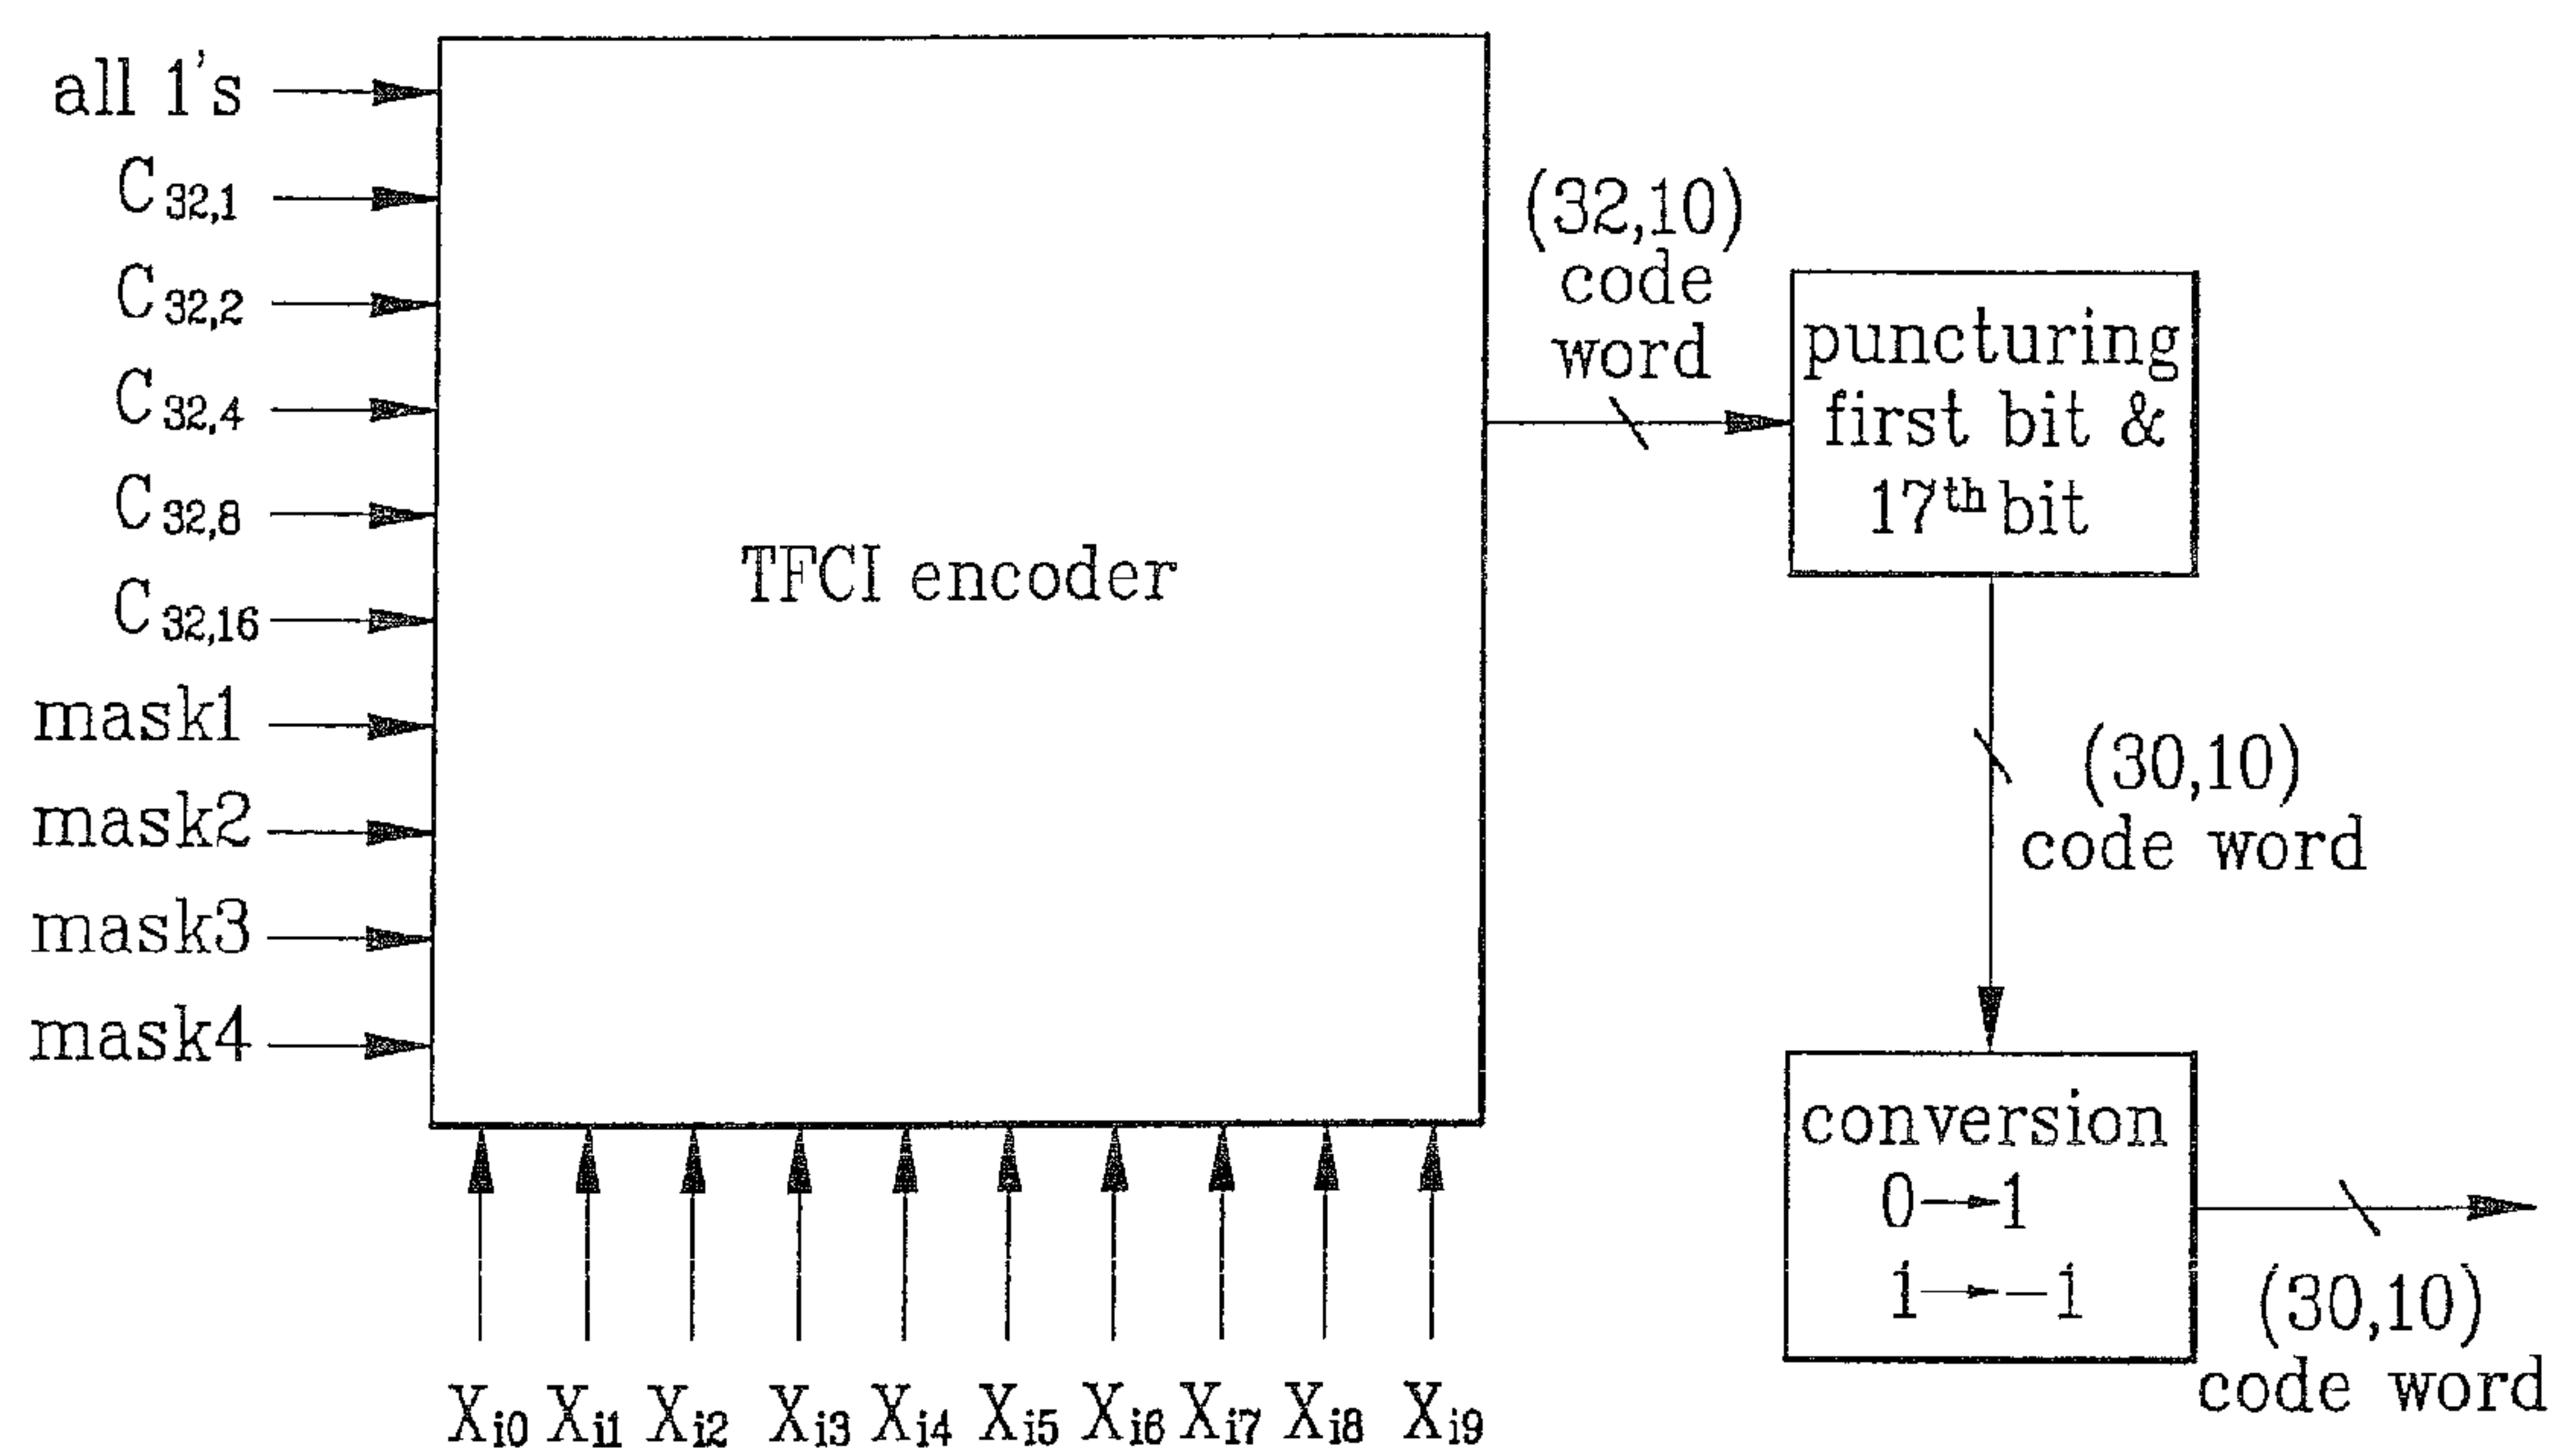 all 1's
C32,1
C32,2
C32,4
C32,8
C32,16
mask1
mask2
mask3
mask4
TFCI encoder
Xi0 Xi1 Xi2 Xi3 Xi4 Xi5 Xi6 Xi7 Xi8 Xi9
(32,10)
code
word
puncturing
first bit &
17th bit
(30,10)
code word
conversion
0→1
1→-1
(30,10)
code word